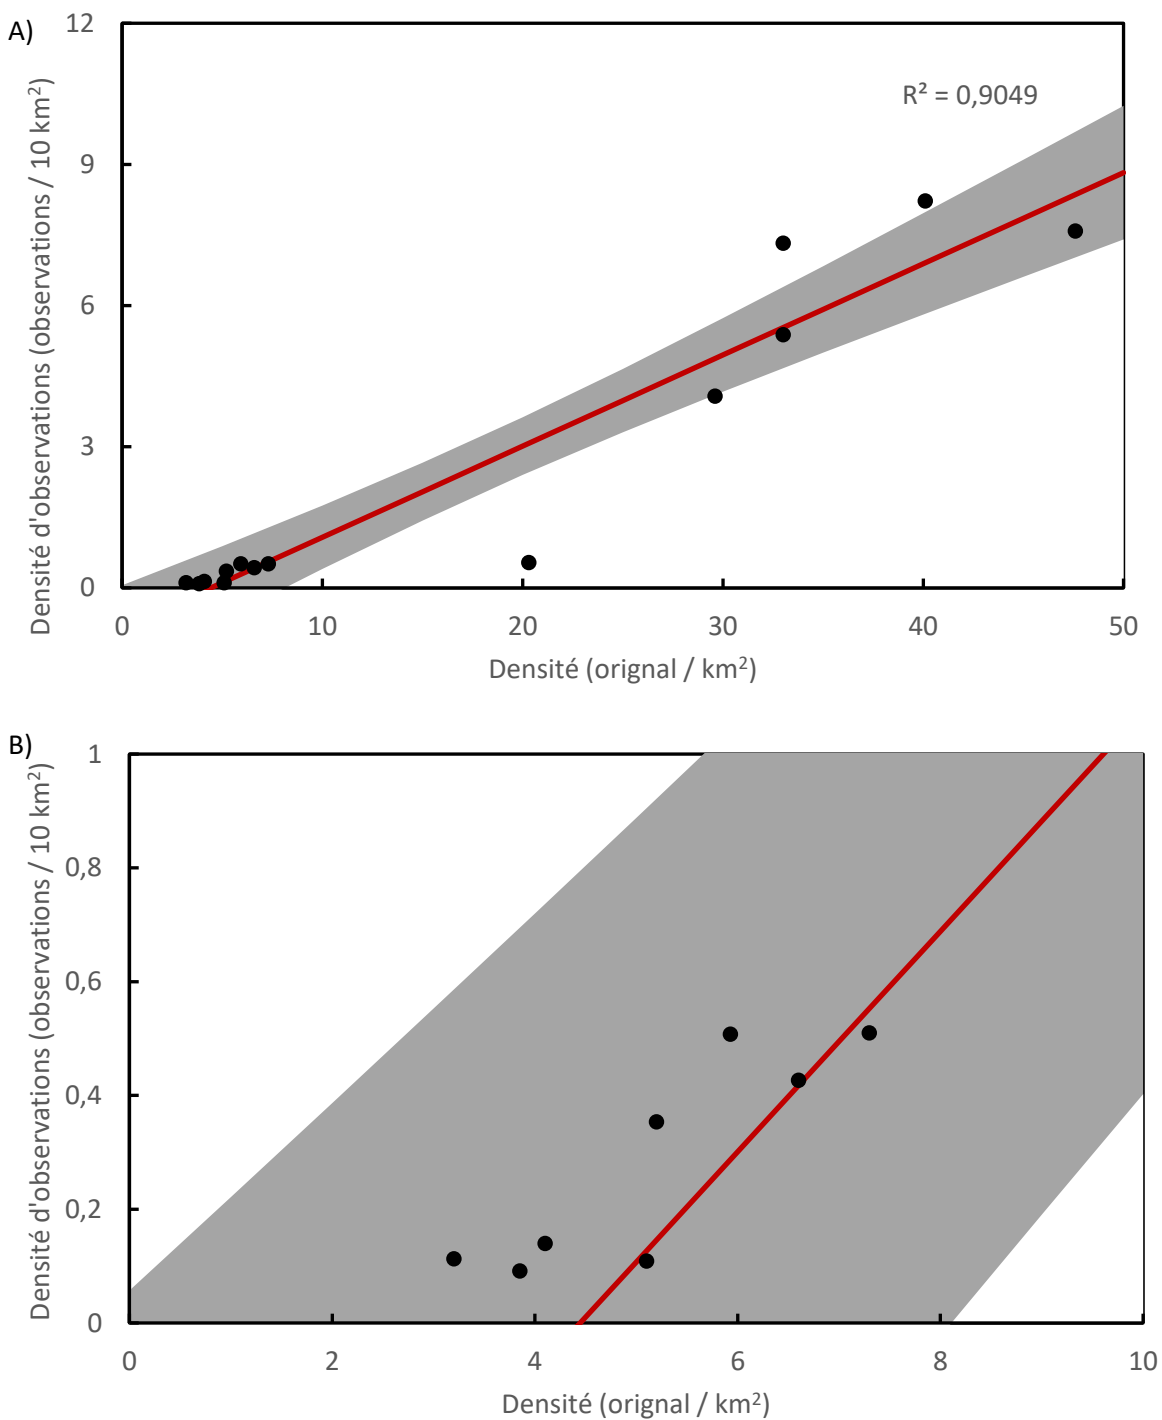 A)
Densité d'observations (observations / 10 km²)
12
9
6
3
0
R² = 0,9049
0 10 20 30 40 50
Densité (orignal / km²)
B)
Densité d'observations (observations / 10 km²)
1
0,8
0,6
0,4
0,2
0
0 2 4 6 8 10
Densité (orignal / km²)